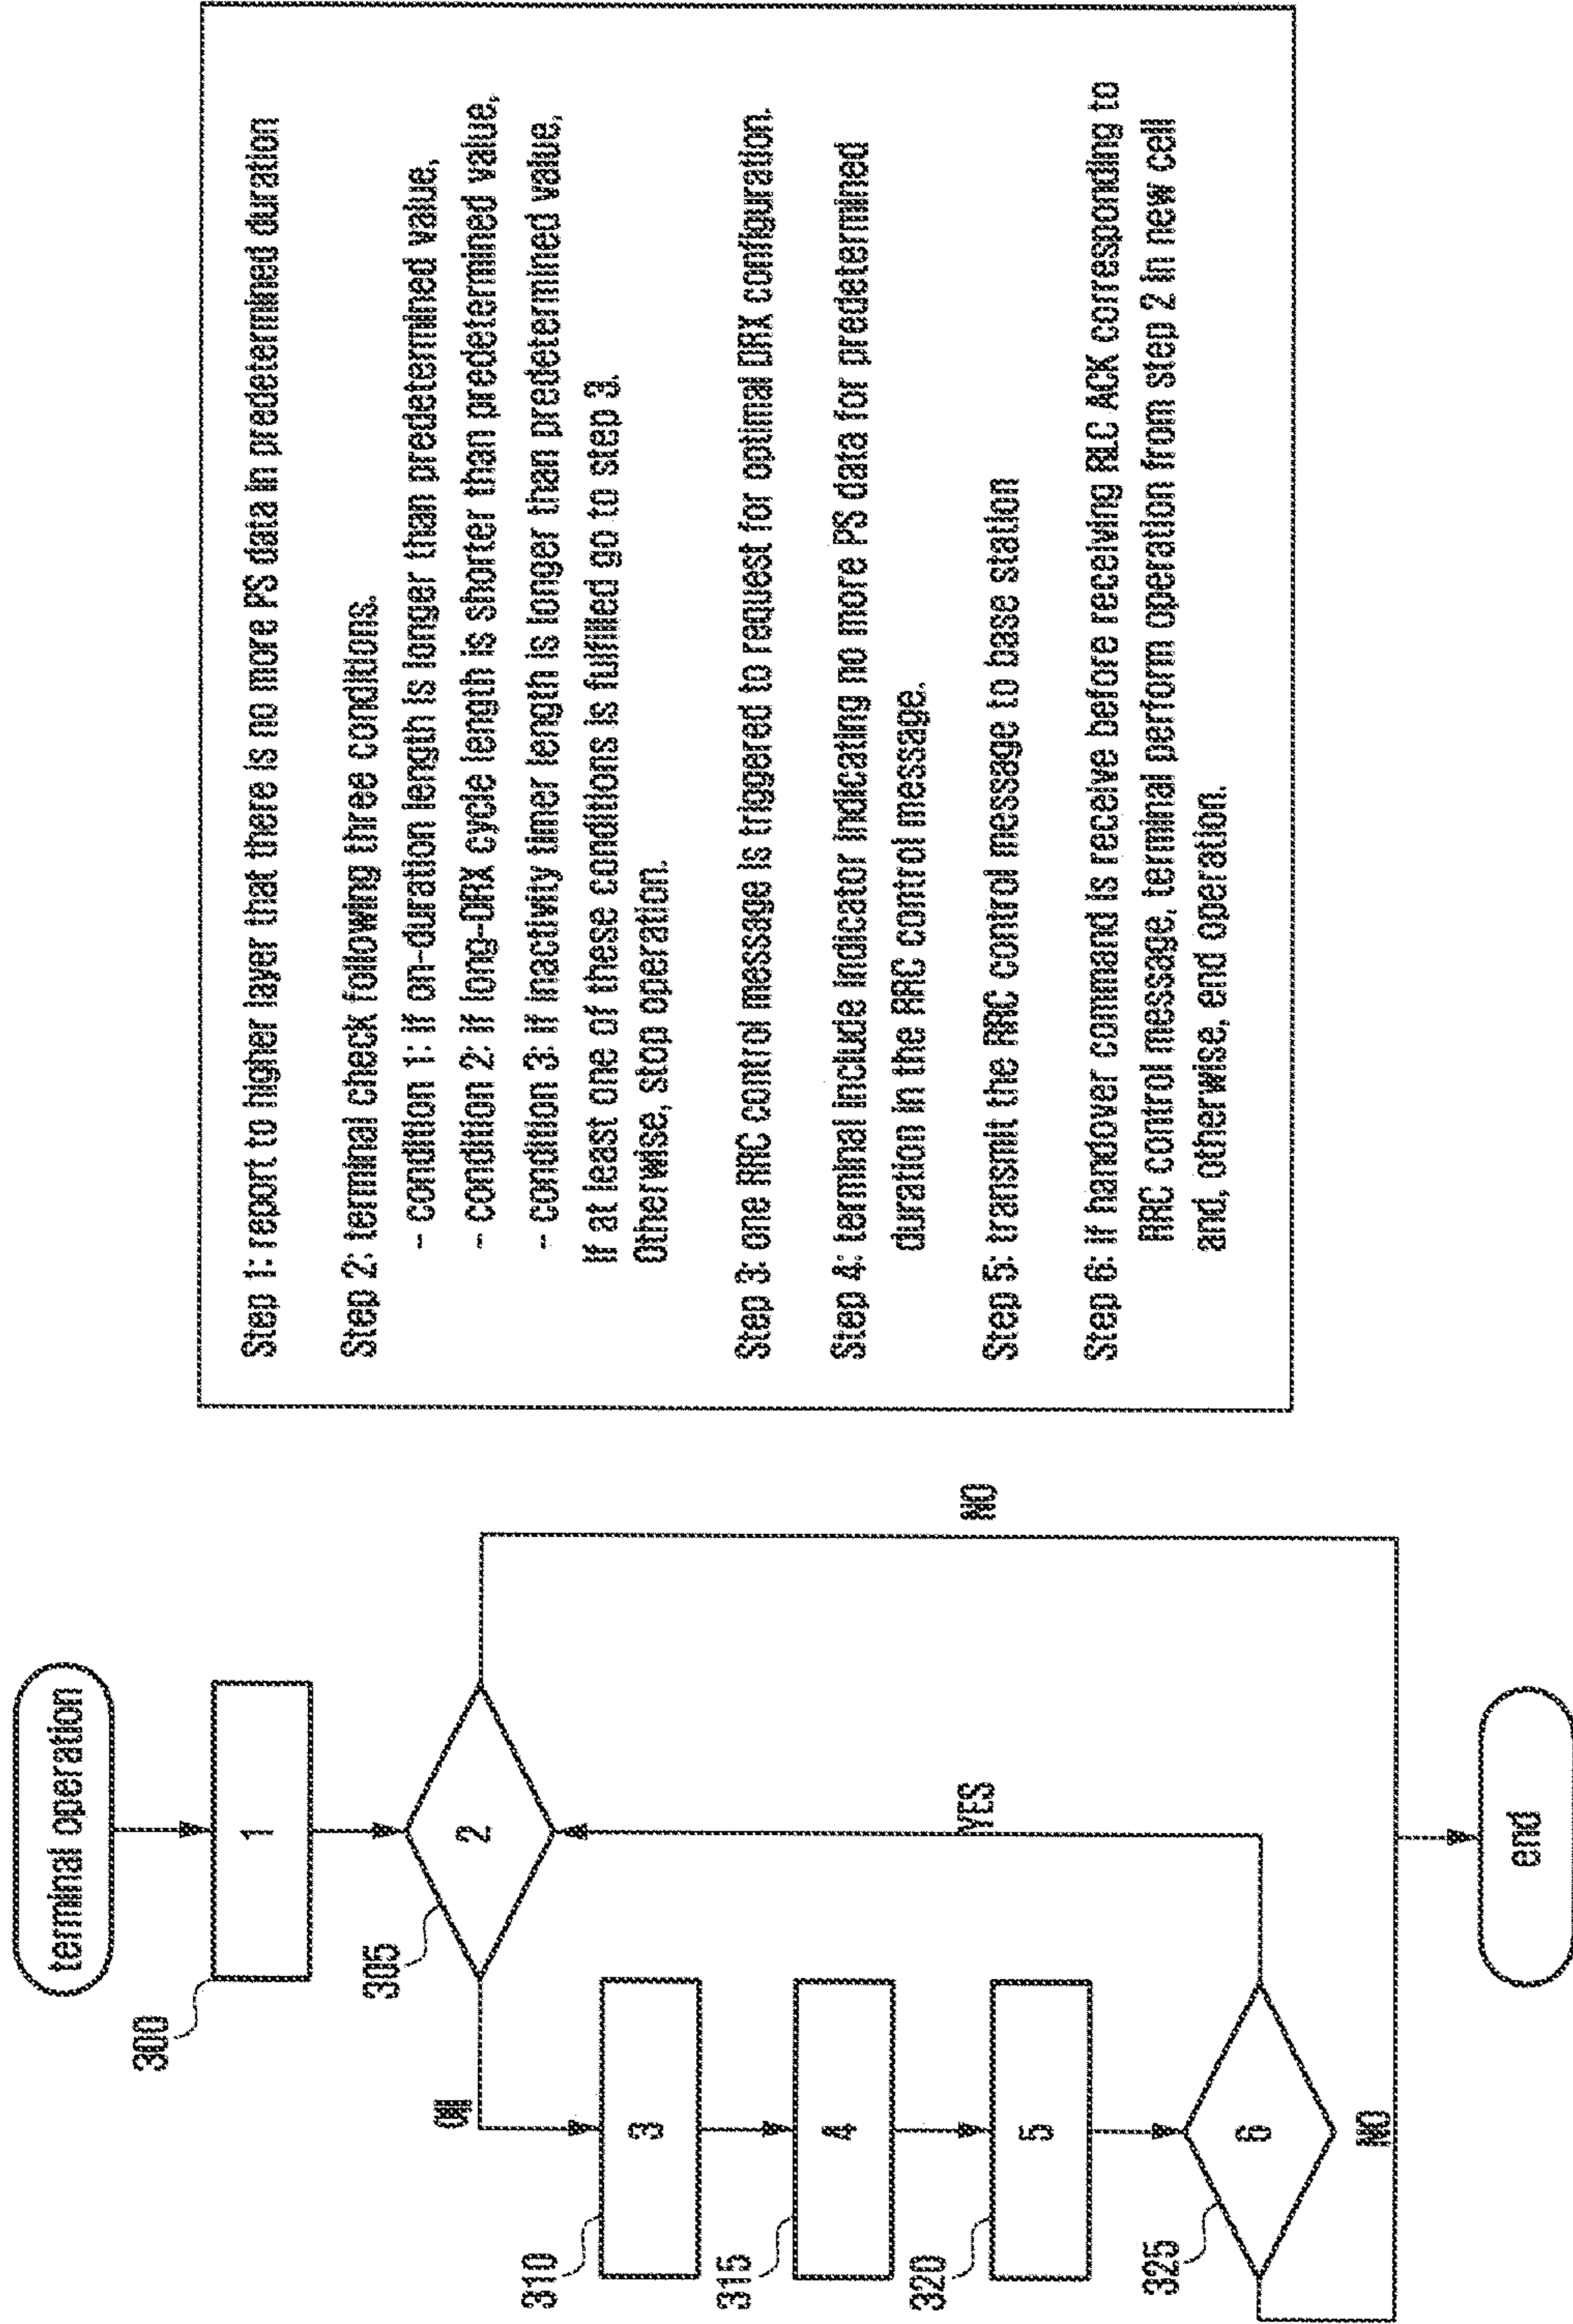 terminal operation
300
1
305
2
310
3
315
4
320
5
YES
NO
325
6
NO
end
Step 1: report to higher layer that there is no more PS data in predetermined duration
Step 2: terminal check following three conditions.
- condition 1: if on-duration length is longer than predetermined value,
- condition 2: if long-DRX cycle length is shorter than predetermined value,
- condition 3: if inactivity timer length is longer than predetermined value,
If at least one of these conditions is fulfilled go to step 3.
Otherwise, stop operation.
Step 3: one RRC control message is triggered to request for optimal DRX configuration.
Step 4: terminal include indicator indicating no more PS data for predetermined
duration in the RRC control message.
Step 5: transmit the RRC control message to base station
Step 6: if handover command is receive before receiving RLC ACK corresponding to
RRC control message, terminal perform operation from step 2 in new cell
and, otherwise, end operation.